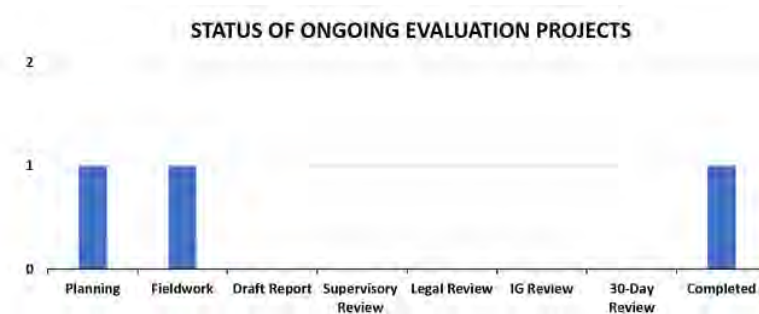 STATUS OF ONGOING EVALUATION PROJECTS
2
1
0
Planning
Fieldwork
Draft Report
Supervisory
Review
Legal Review
IG Review
30-Day
Review
Completed